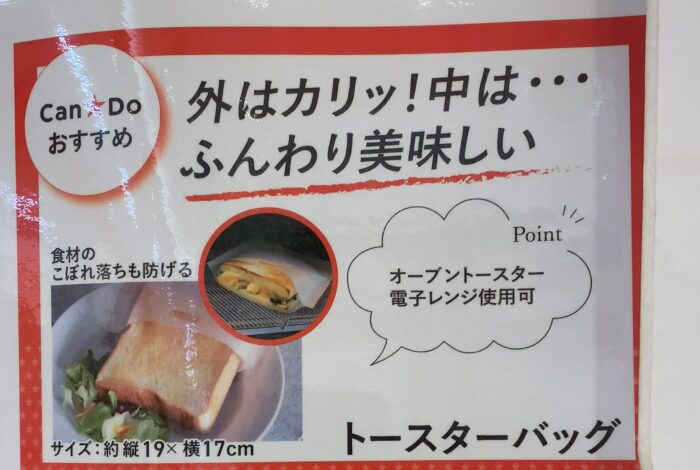 Can★Do
おすすめ
外はカリッ!中は・・・
ふんわり美味しい
食材の
こぼれ落ちも防げる
Point
オーブントースター
電子レンジ使用可
サイズ:約 縦19×横17cm
トースターバッグ